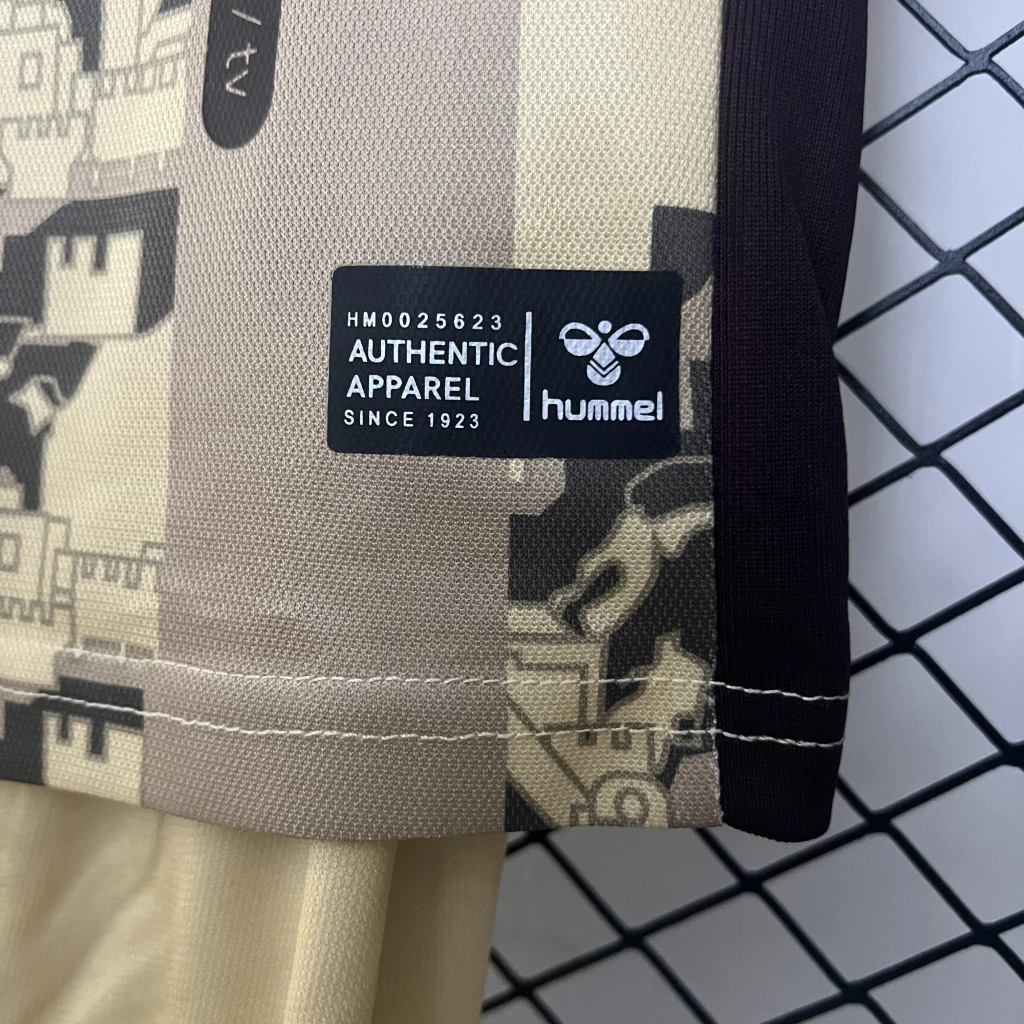 / tv
HM0025623
AUTHENTIC
APPAREL
SINCE 1923
hummel